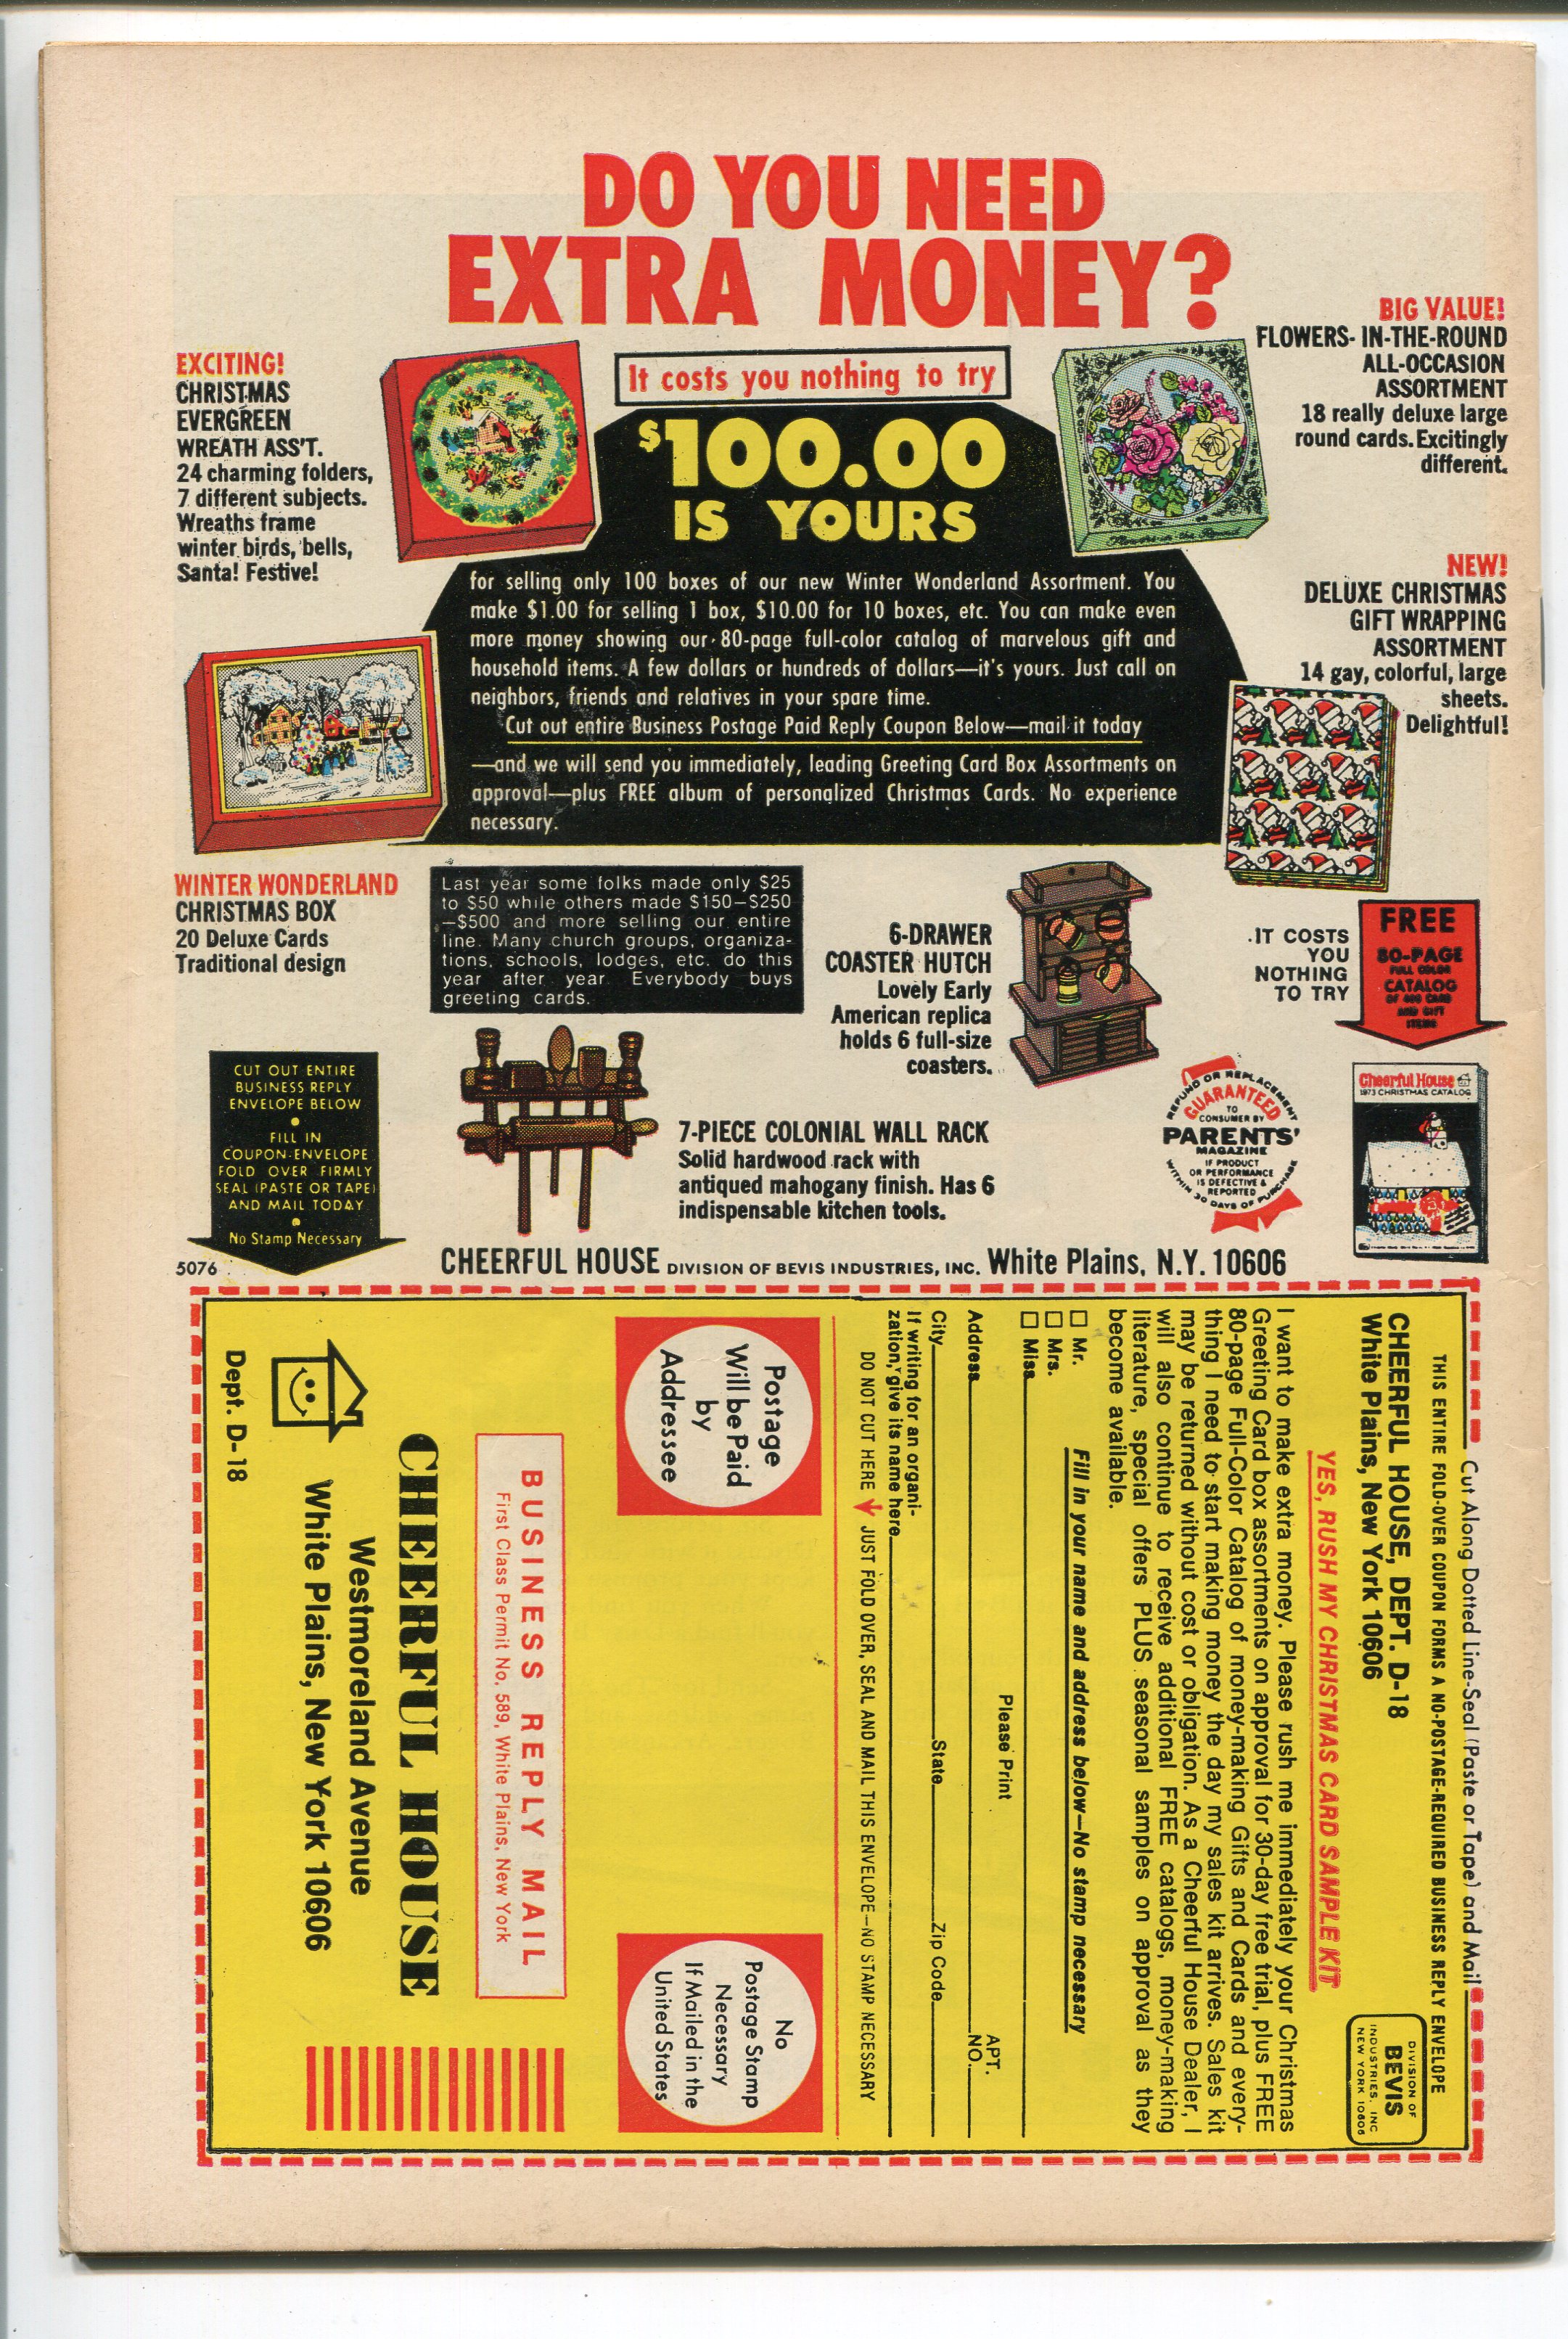 DO YOU NEED
EXTRA MONEY?
It costs you nothing to try
$100.00
IS YOURS
EXCITING!
CHRISTMAS
EVERGREEN
WREATH ASS'T.
24 charming folders,
7 different subjects.
Wreaths frame
winter birds, bells,
Santa! Festive!
BIG VALUE!
FLOWERS- IN-THE-ROUND
ALL-OCCASION
ASSORTMENT
18 really deluxe large
round cards. Excitingly
different.
for selling only 100 boxes of our new Winter Wonderland Assortment. You
make $1.00 for selling 1 box, $10.00 for 10 boxes, etc. You can make even
more money showing our 80-page full-color catalog of marvelous gift and
household items. A few dollars or hundreds of dollars—it's yours. Just call on
neighbors, friends and relatives in your spare time.
Cut out entire Business Postage Paid Reply Coupon Below—mail it today
—and we will send you immediately, leading Greeting Card Box Assortments on
approval—plus FREE album of personalized Christmas Cards. No experience
necessary.
NEW!
DELUXE CHRISTMAS
GIFT WRAPPING
ASSORTMENT
14 gay, colorful, large
sheets.
Delightful!
WINTER WONDERLAND
CHRISTMAS BOX
20 Deluxe Cards
Traditional design
Last year some folks made only $25
to $50 while others made $150—$250
—$500 and more selling our entire
line. Many church groups, organiza-
tions, schools, lodges, etc. do this
year after year. Everybody buys
greeting cards.
6-DRAWER
COASTER HUTCH
Lovely Early
American replica
holds 6 full-size
coasters.
IT COSTS
YOU
NOTHING
TO TRY
FREE
80-PAGE
FULL COLOR
CATALOG
OF 400 CARD
AND GIFT
ITEMS
CUT OUT ENTIRE
BUSINESS REPLY
ENVELOPE BELOW
FILL IN
COUPON-ENVELOPE
FOLD OVER FIRMLY
SEAL (PASTE OR TAPE)
AND MAIL TODAY
No Stamp Necessary
7-PIECE COLONIAL WALL RACK
Solid hardwood rack with
antiqued mahogany finish. Has 6
indispensable kitchen tools.
REFUND OR REPLACEMENT
GUARANTEED
TO
CONSUMER BY
PARENTS'
MAGAZINE
IF PRODUCT
OR PERFORMANCE
IS DEFECTIVE &
REPORTED
WITHIN 30 DAYS OF PURCHASE
Cheerful House
1973 CHRISTMAS CATALOG
5076
CHEERFUL HOUSE DIVISION OF BEVIS INDUSTRIES, INC. White Plains, N.Y. 10606
Cut Along Dotted Line-Seal (Paste or Tape) and Mail
THIS ENTIRE FOLD-OVER COUPON FORMS A NO-POSTAGE-REQUIRED BUSINESS REPLY ENVELOPE
CHEERFUL HOUSE, DEPT. D-18
White Plains, New York 10606
DIVISION OF
BEVIS
INDUSTRIES, INC
NEW YORK 10606
YES, RUSH MY CHRISTMAS CARD SAMPLE KIT
I want to make extra money. Please rush me immediately your Christmas
Greeting Card box assortments on approval for 30-day free trial, plus FREE
80-page Full-Color Catalog of money-making Gifts and Cards and every-
thing I need to start making money the day my sales kit arrives. Sales kit
may be returned without cost or obligation. As a Cheerful House Dealer, I
will also continue to receive additional FREE catalogs, money-making
literature, special offers PLUS seasonal samples on approval as they
become available.
Fill in your name and address below—No stamp necessary
Mr.
Mrs.
Miss
Please Print
Address APT. NO.
City State Zip Code
If writing for an organi-
zation, give its name here
DO NOT CUT HERE JUST FOLD OVER, SEAL AND MAIL THIS ENVELOPE—NO STAMP NECESSARY
Postage
Will be Paid
by
Addressee
No
Postage Stamp
Necessary
If Mailed in the
United States
BUSINESS REPLY MAIL
First Class Permit No. 589, White Plains, New York
CHEERFUL HOUSE
Westmoreland Avenue
White Plains, New York 10606
Dept. D-18